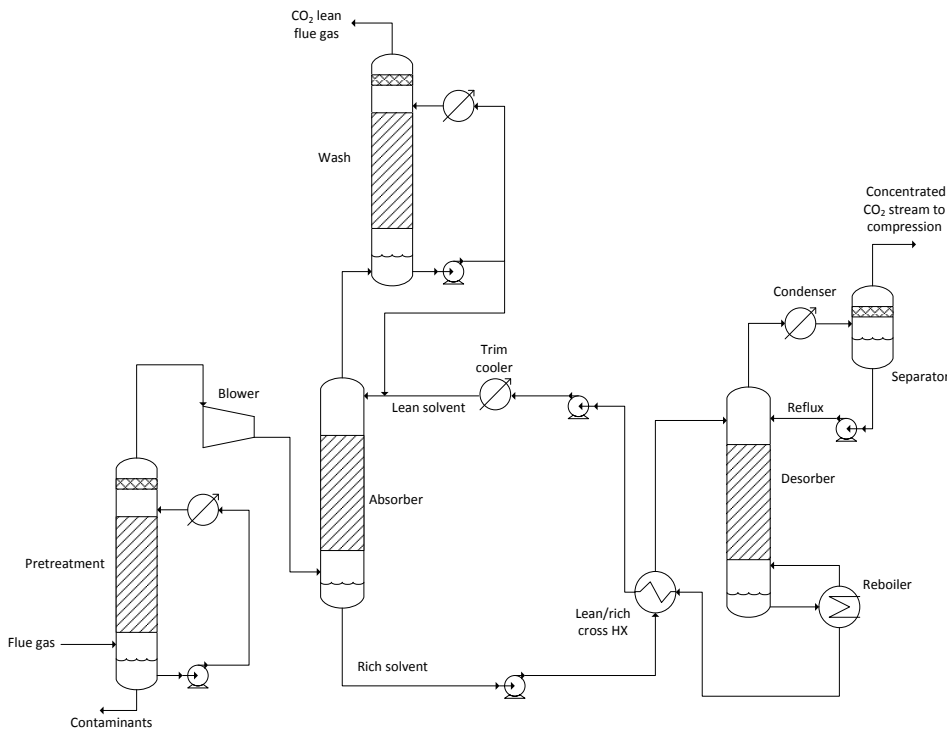 CO₂ lean
flue gas
Wash
Concentrated
CO₂ stream to
compression
Condenser
Separator
Trim
cooler
Blower
Lean solvent
Reflux
Absorber
Desorber
Pretreatment
Reboiler
Lean/rich
cross HX
Flue gas
Rich solvent
Contaminants